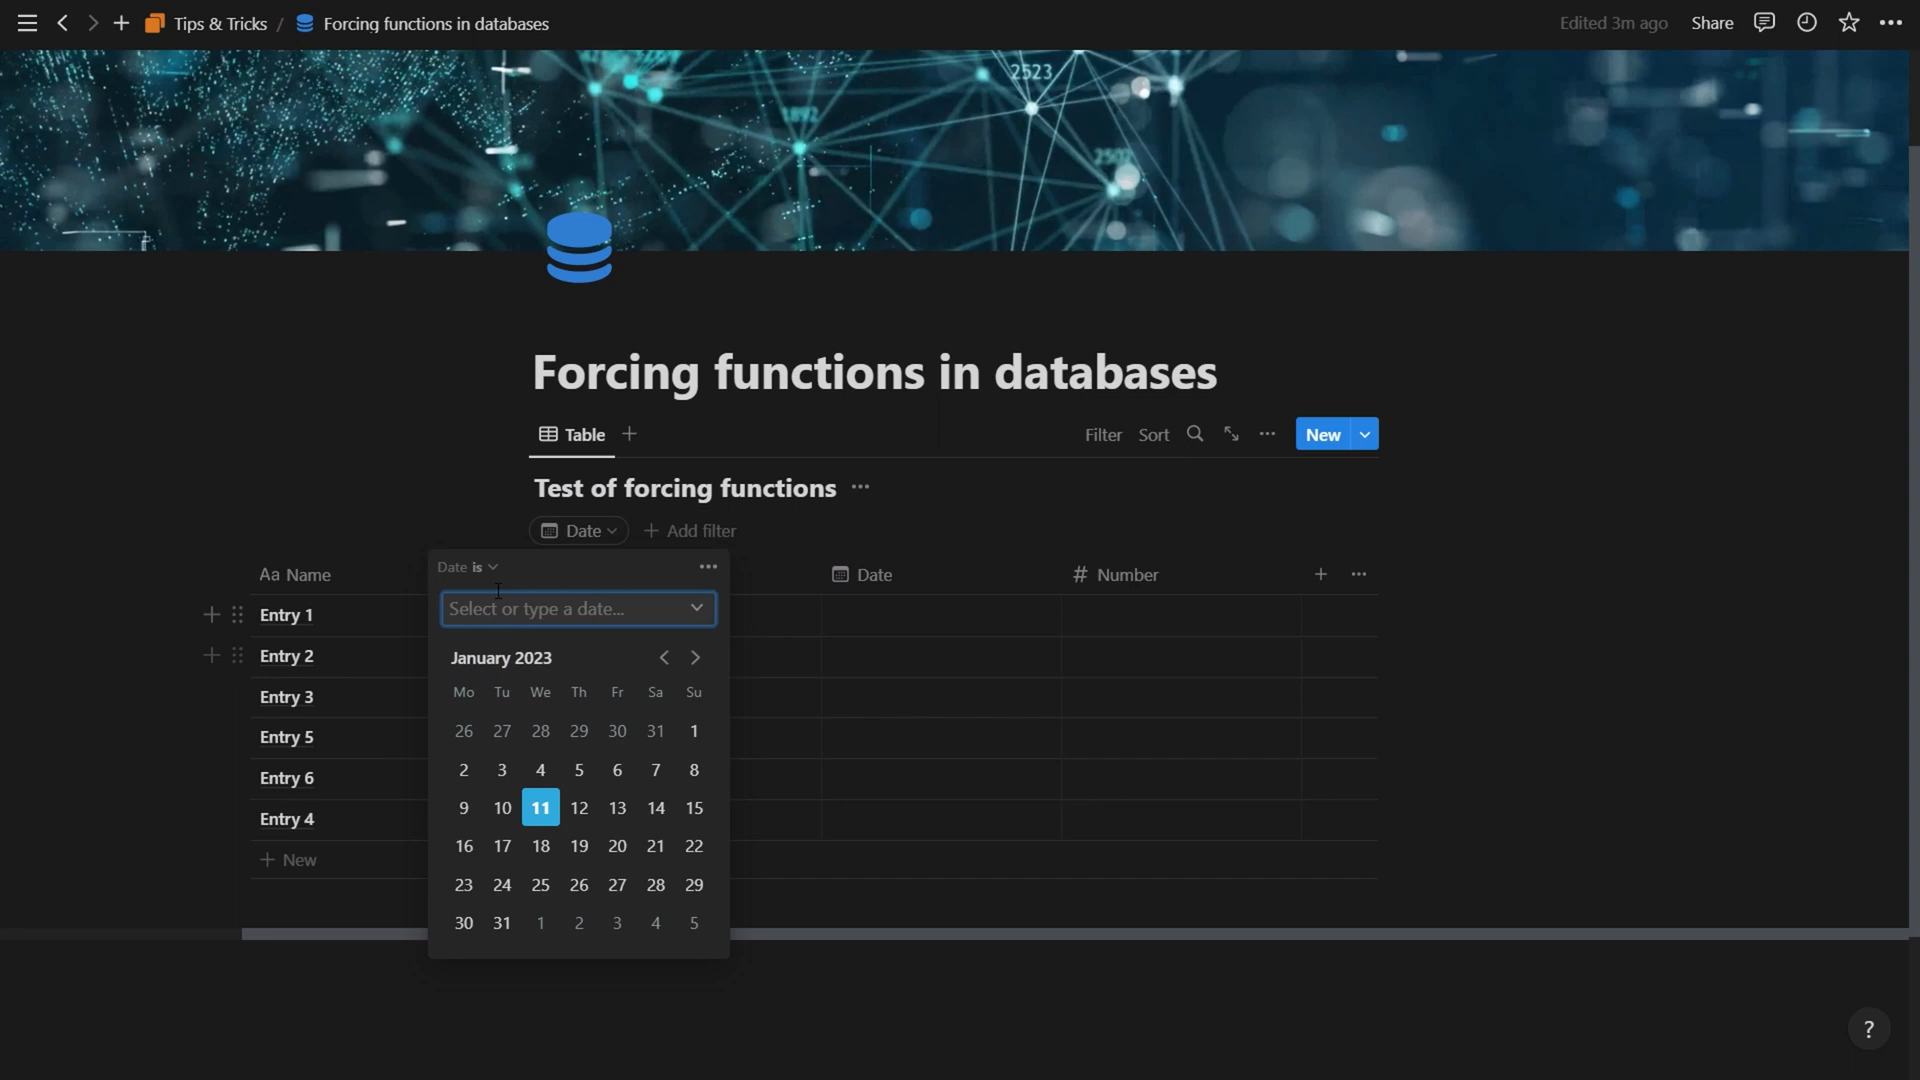 Tips & Tricks / Forcing functions in databases
Edited 3m ago Share
2523
1892
Forcing functions in databases
Table
Filter Sort New
Test of forcing functions
Date
Add filter
Date is
Select or type a date...
January 2023
Mo Tu We Th Fr Sa Su
26 27 28 29 30 31 1
2 3 4 5 6 7 8
9 10 11 12 13 14 15
16 17 18 19 20 21 22
23 24 25 26 27 28 29
30 31 1 2 3 4 5
Aa Name
Date
# Number
Entry 1
Entry 2
Entry 3
Entry 5
Entry 6
Entry 4
+ New
?